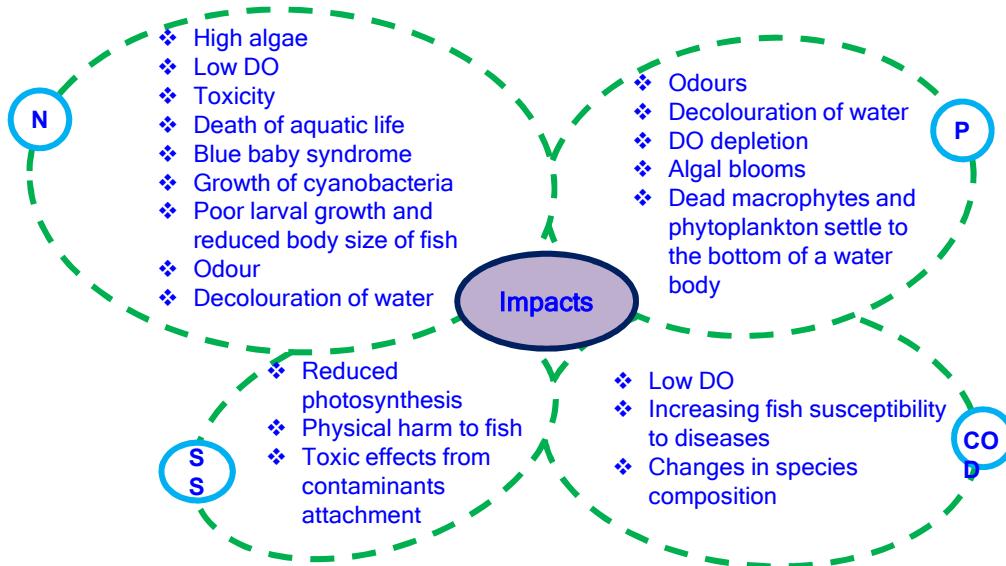 N
❖ High algae
❖ Low DO
❖ Toxicity
❖ Death of aquatic life
❖ Blue baby syndrome
❖ Growth of cyanobacteria
❖ Poor larval growth and
reduced body size of fish
❖ Odour
❖ Decolouration of water
❖ Odours
❖ Decolouration of water
❖ DO depletion
❖ Algal blooms
❖ Dead macrophytes and
phytoplankton settle to
the bottom of a water
body
P
Impacts
S
S
❖ Reduced
photosynthesis
❖ Physical harm to fish
❖ Toxic effects from
contaminants
attachment
❖ Low DO
❖ Increasing fish susceptibility
to diseases
❖ Changes in species
composition
CO
D